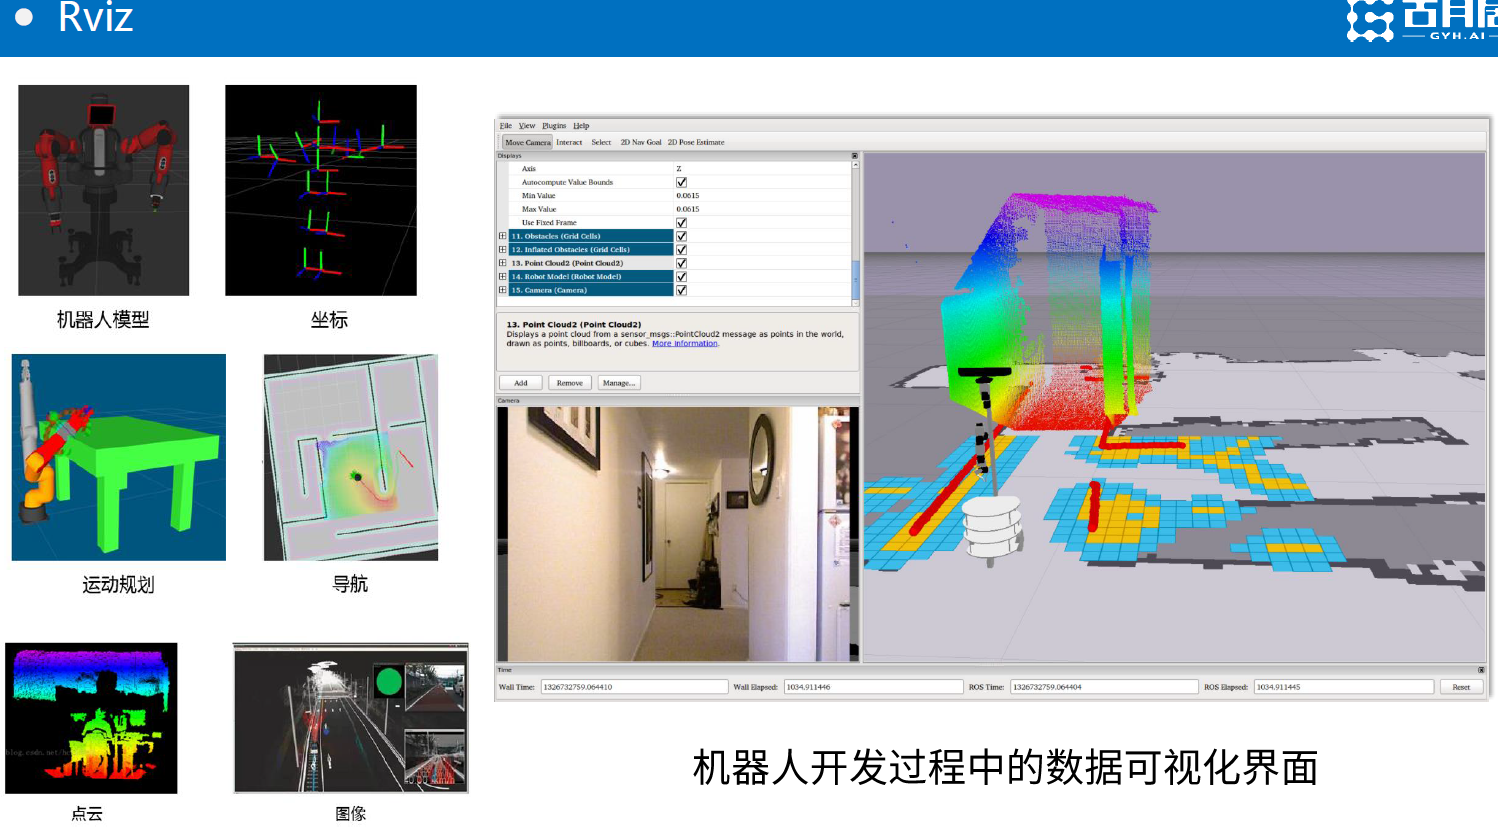 Rviz
古月居
GYH.AI
机器人模型
坐标
运动规划
导航
点云
图像
File View Plugins Help
Move Camera Interact Select 2D Nav Goal 2D Pose Estimate
Displays
Axis Z
Autocompute Value Bounds
Min Value 0.0615
Max Value 0.0615
Use Fixed Frame
11. Obstacles (Grid Cells)
12. Inflated Obstacles (Grid Cells)
13. Point Cloud2 (Point Cloud2)
14. Robot Model (Robot Model)
15. Camera (Camera)
13. Point Cloud2 (Point Cloud2)
Displays a point cloud from a sensor_msgs::PointCloud2 message as points in the world,
drawn as points, billboards, or cubes. More Information.
Add Remove Manage...
Camera
Time
Wall Time: 1326732759.064410 Wall Elapsed: 1034.911446 ROS Time: 1326732759.064404 ROS Elapsed: 1034.911445 Reset
机器人开发过程中的数据可视化界面